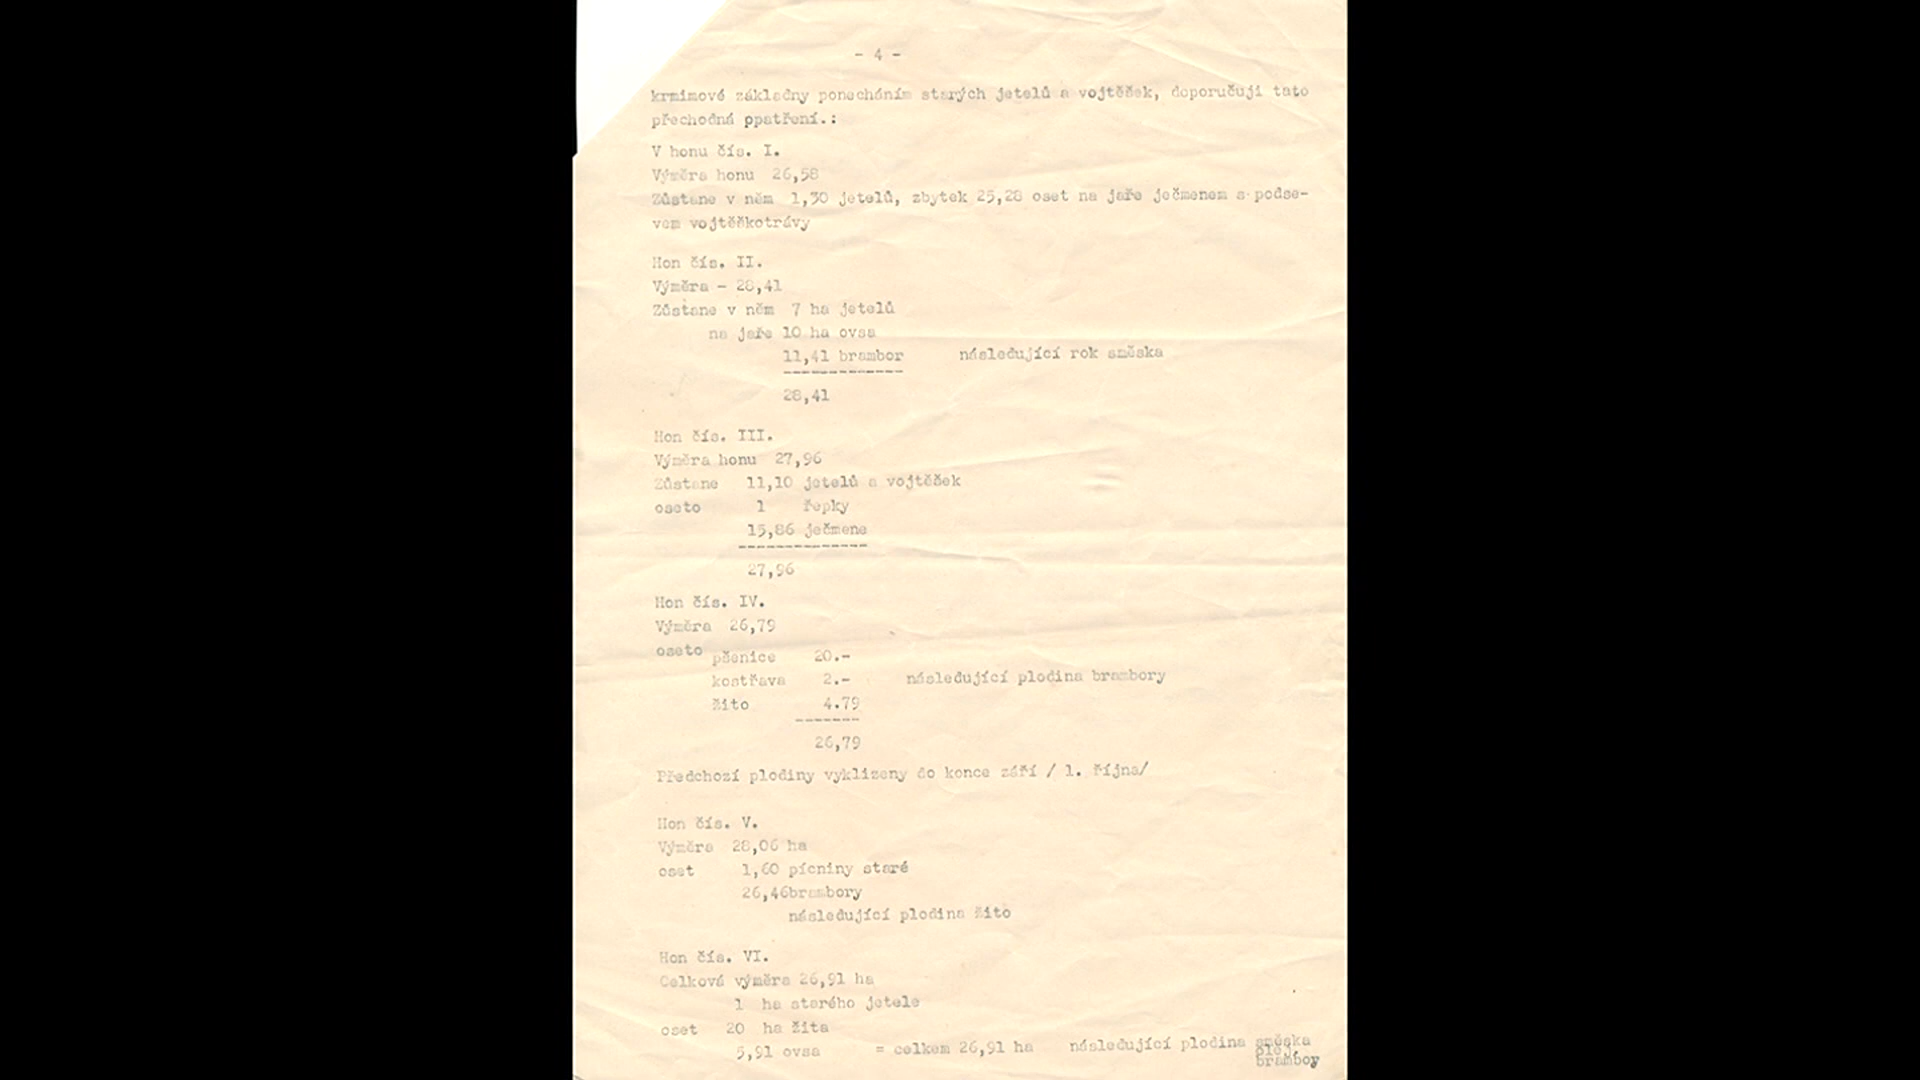 - 4 -
krmimové základny ponecháním starých jetelů a vojtěšek, doporučuji tato
přechodná ppatření.:
V honu čís. I.
Výměra honu 26,58
Zůstane v něm 1,30 jetelů, zbytek 25,28 oset na jaře ječmenem s podse-
vem vojtěškotrávy
Hon čís. II.
Výměra - 28,41
Zůstane v něm 7 ha jetelů
na jaře 10 ha ovsa
11,41 brambor následující rok směska
-------------
28,41
Hon čís. III.
Výměra honu 27,96
Zůstane 11,10 jetelů a vojtěšek
oseto 1 řepky
15,86 ječmene
--------------
27,96
Hon čís. IV.
Výměra 26,79
oseto pšenice 20.-
kostřava 2.- následující plodina brambory
žito 4.79
-------
26,79
Předchozí plodiny vyklizeny do konce září / 1. října/
Hon čís. V.
Výměra 28,06 ha
oset 1,60 pícniny staré
26,46brambory
následující plodina žito
Hon čís. VI.
Celková výměra 26,91 ha
1 ha starého jetele
oset 20 ha žita
5,91 ovsa = celkem 26,91 ha následující plodina směska
olej.
bramboy